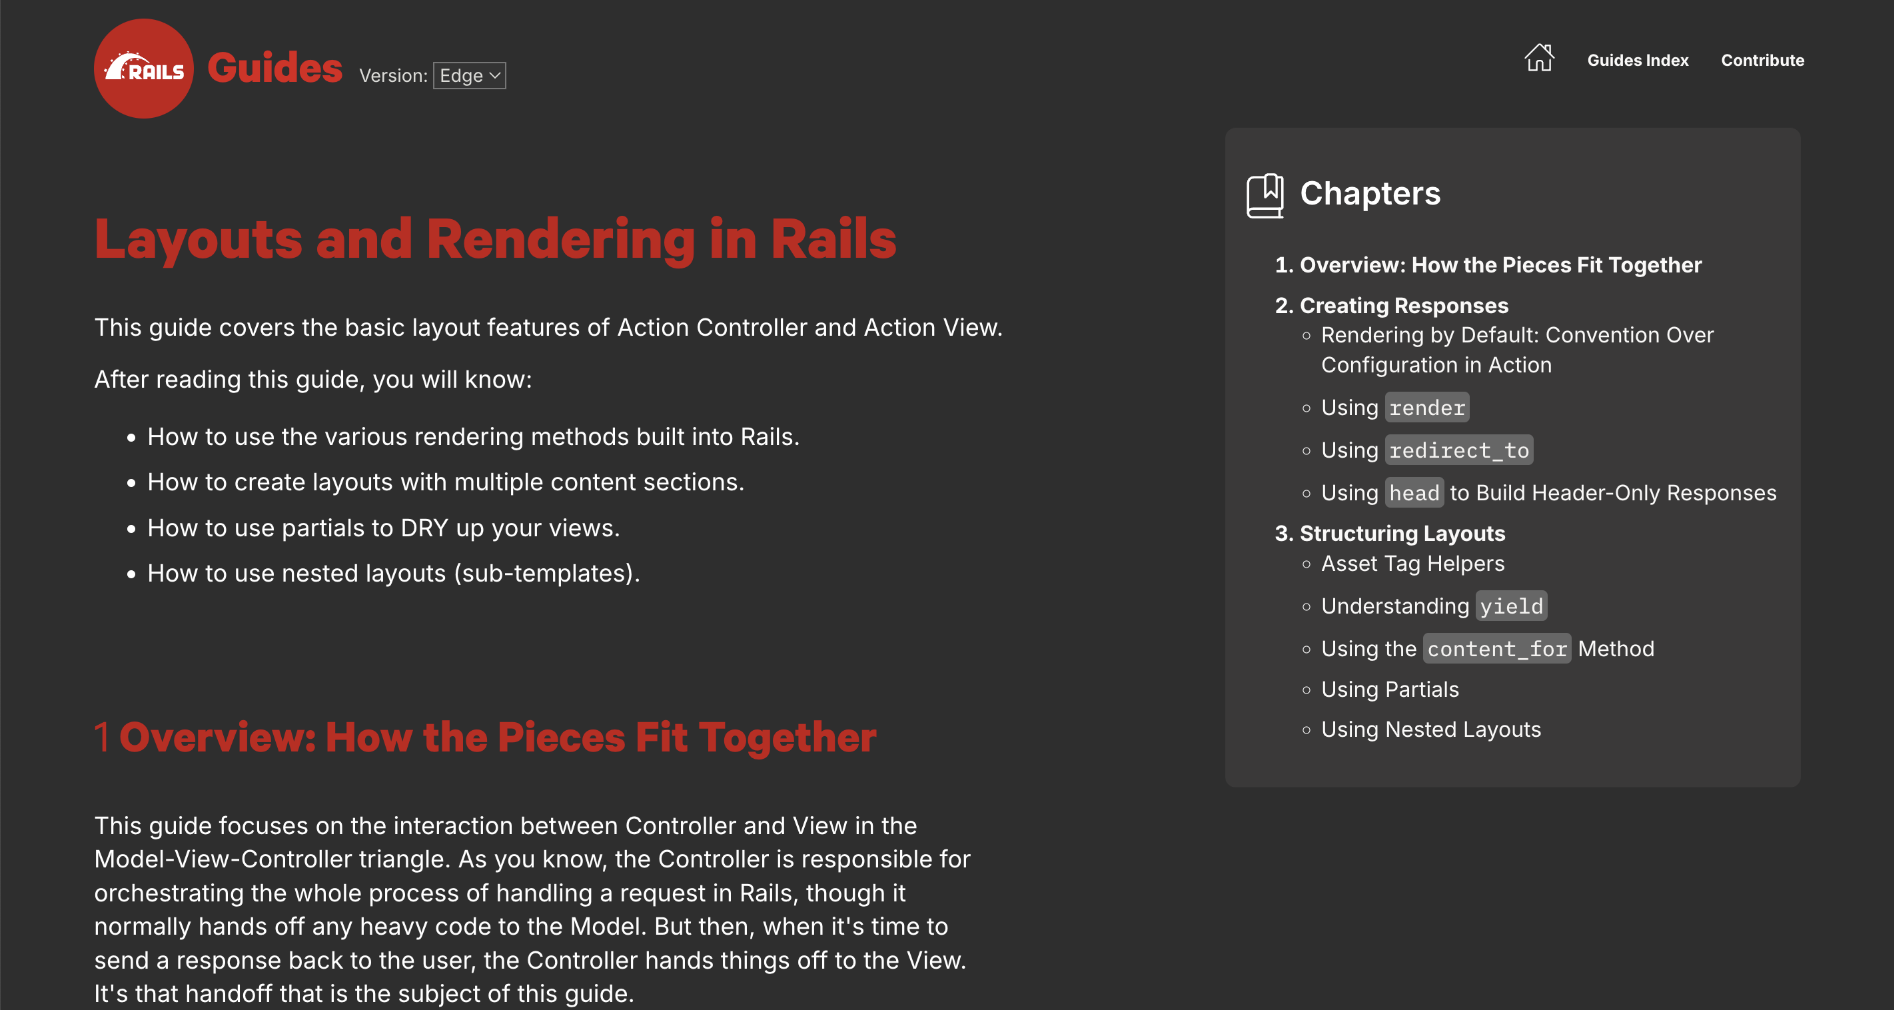 RAILS Guides Version: Edge
Guides Index Contribute
Layouts and Rendering in Rails
This guide covers the basic layout features of Action Controller and Action View.
After reading this guide, you will know:
• How to use the various rendering methods built into Rails.
• How to create layouts with multiple content sections.
• How to use partials to DRY up your views.
• How to use nested layouts (sub-templates).
1 Overview: How the Pieces Fit Together
This guide focuses on the interaction between Controller and View in the
Model-View-Controller triangle. As you know, the Controller is responsible for
orchestrating the whole process of handling a request in Rails, though it
normally hands off any heavy code to the Model. But then, when it's time to
send a response back to the user, the Controller hands things off to the View.
It's that handoff that is the subject of this guide.
Chapters
1. Overview: How the Pieces Fit Together
2. Creating Responses
Rendering by Default: Convention Over
Configuration in Action
Using render
Using redirect_to
Using head to Build Header-Only Responses
3. Structuring Layouts
Asset Tag Helpers
Understanding yield
Using the content_for Method
Using Partials
Using Nested Layouts